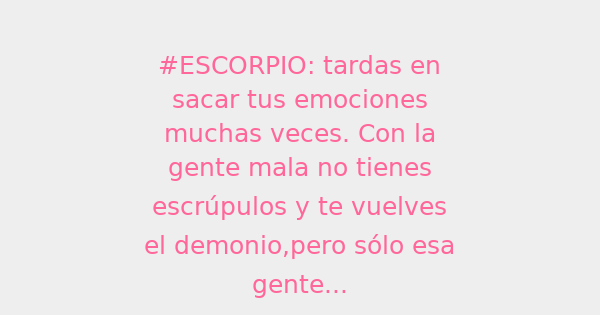 #ESCORPIO: tardas en
sacar tus emociones
muchas veces. Con la
gente mala no tienes
escrúpulos y te vuelves
el demonio,pero sólo esa
gente...